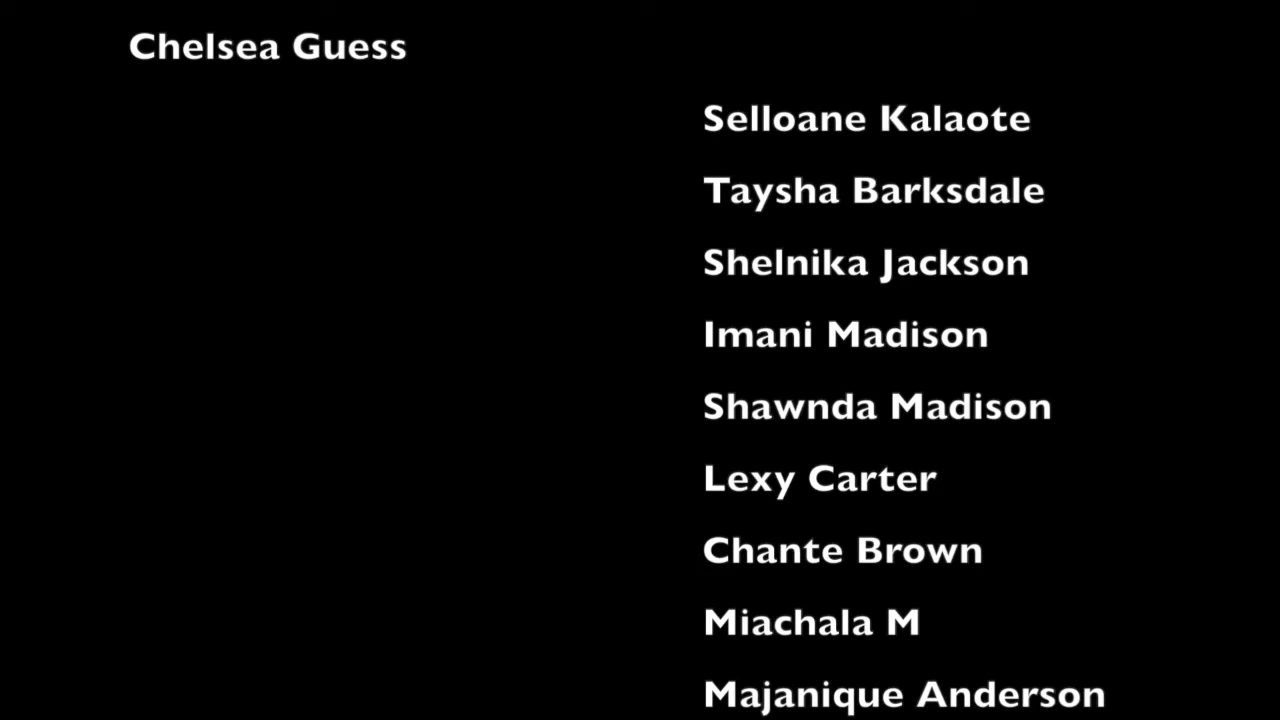 Chelsea Guess
Selloane Kalaote
Taysha Barksdale
Shelnika Jackson
Imani Madison
Shawnda Madison
Lexy Carter
Chante Brown
Miachala M
Majanique Anderson